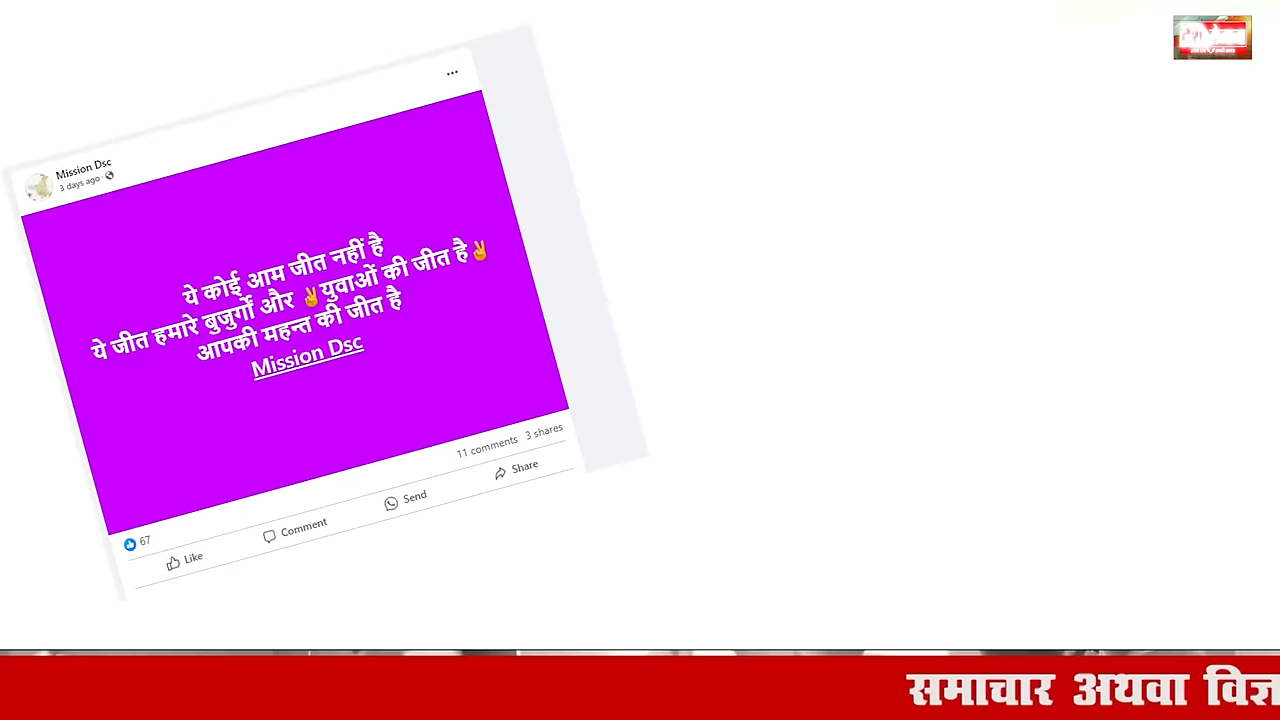 Mission Dsc
3 days ago ·
ये कोई आम जीत नहीं है
ये जीत हमारे बुजुर्गों और ✌युवाओं की जीत है✌
आपकी महन्त की जीत है
Mission Dsc
67
11 comments 3 shares
Like Comment Send Share
समाचार अथवा विज्ञ